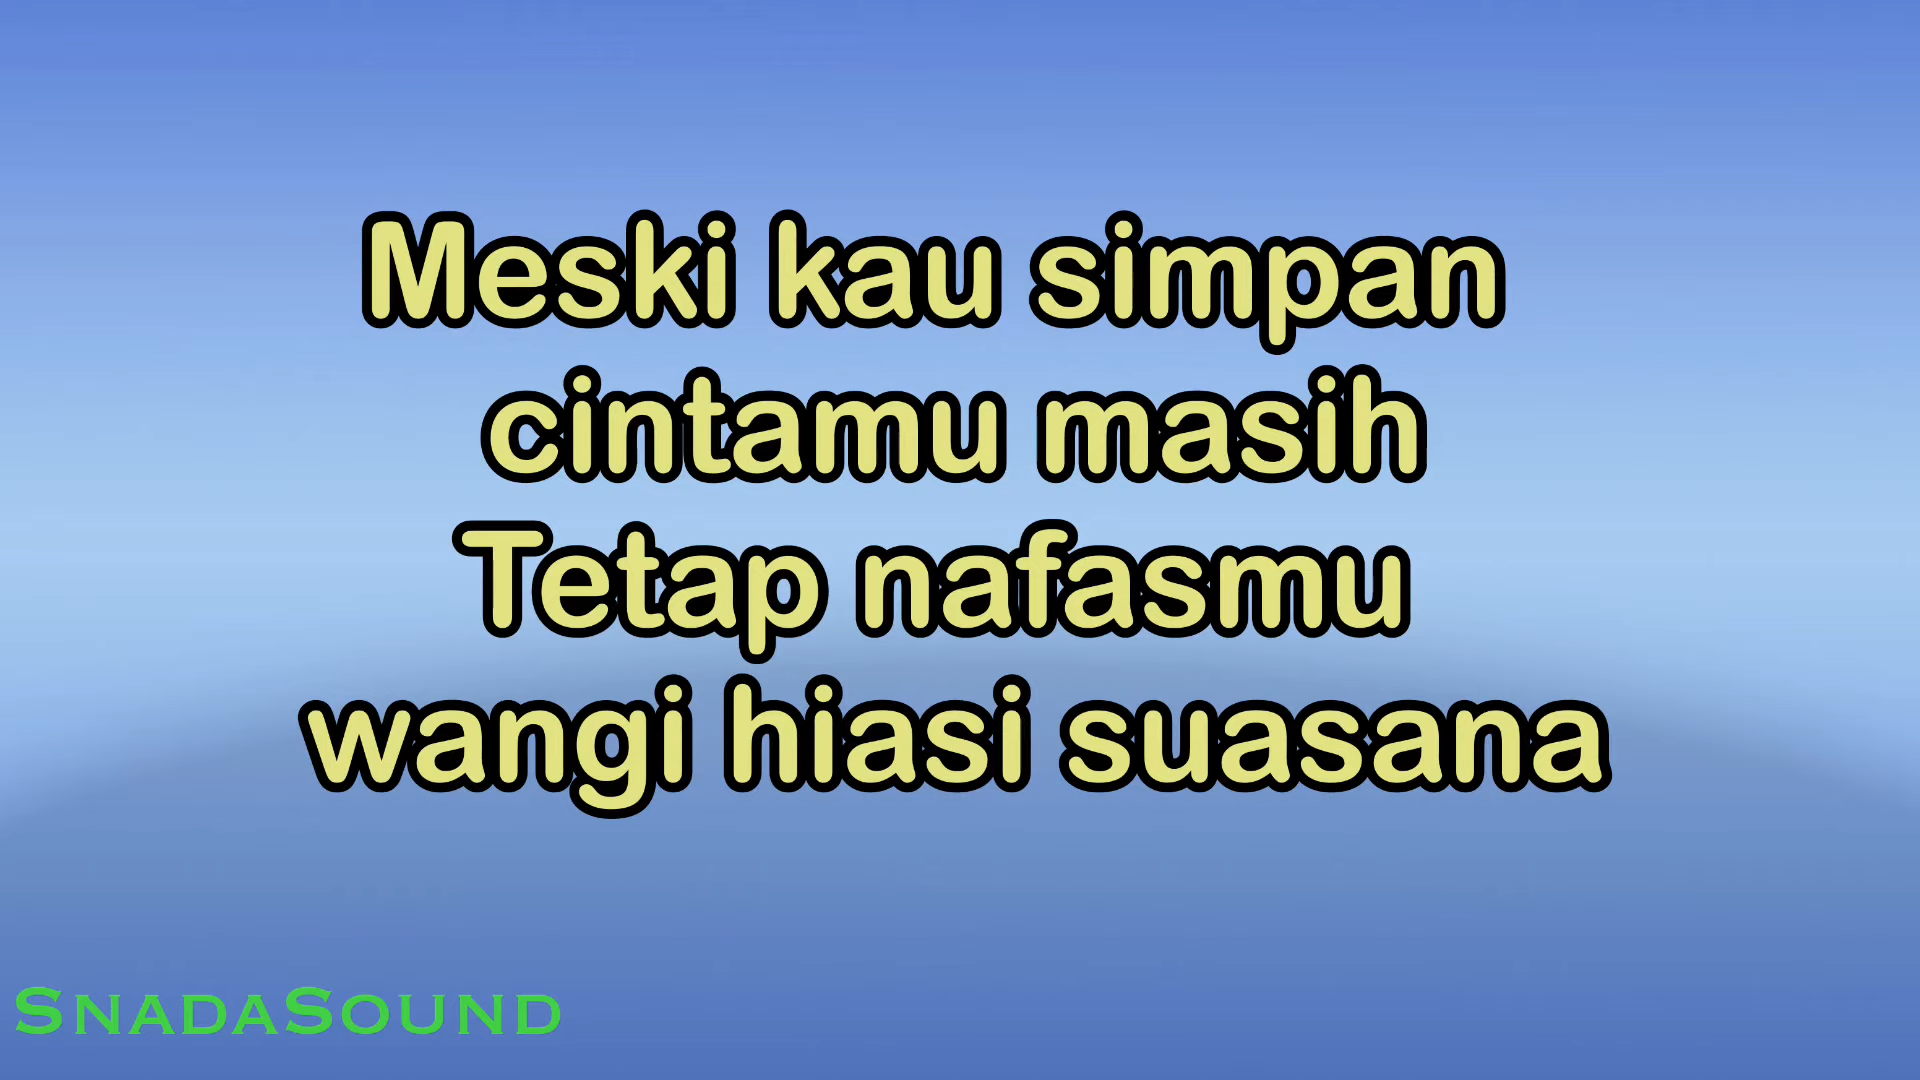 Meski kau simpan
cintamu masih
Tetap nafasmu
wangi hiasi suasana
SnadaSound